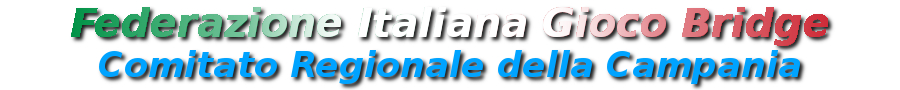 Federazione Italiana Gioco Bridge
Comitato Regionale della Campania